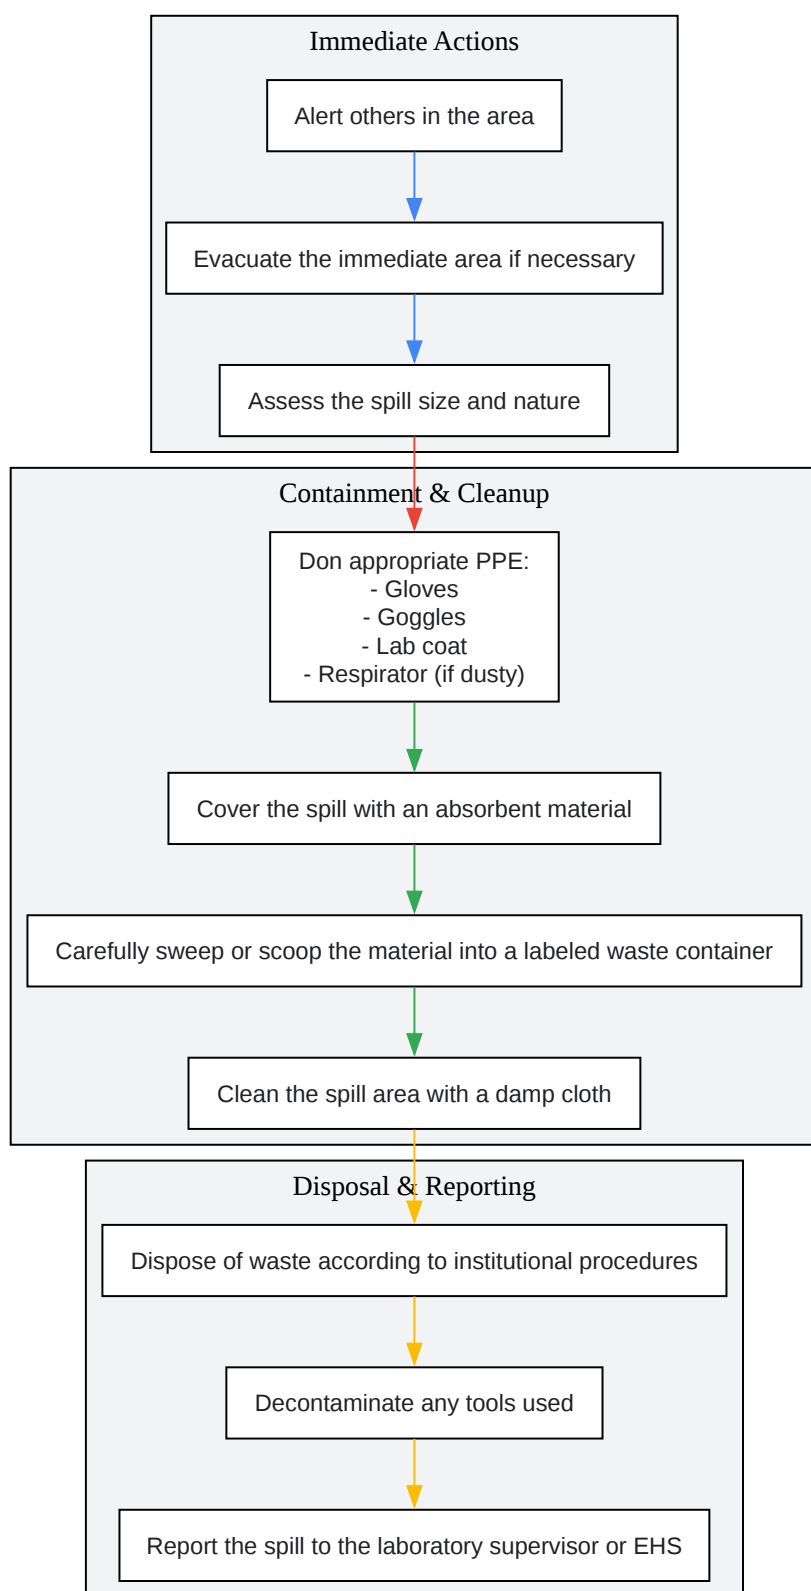 Immediate Actions
Alert others in the area
Evacuate the immediate area if necessary
Assess the spill size and nature
Containment & Cleanup
Don appropriate PPE:
- Gloves
- Goggles
- Lab coat
- Respirator (if dusty)
Cover the spill with an absorbent material
Carefully sweep or scoop the material into a labeled waste container
Clean the spill area with a damp cloth
Disposal & Reporting
Dispose of waste according to institutional procedures
Decontaminate any tools used
Report the spill to the laboratory supervisor or EHS